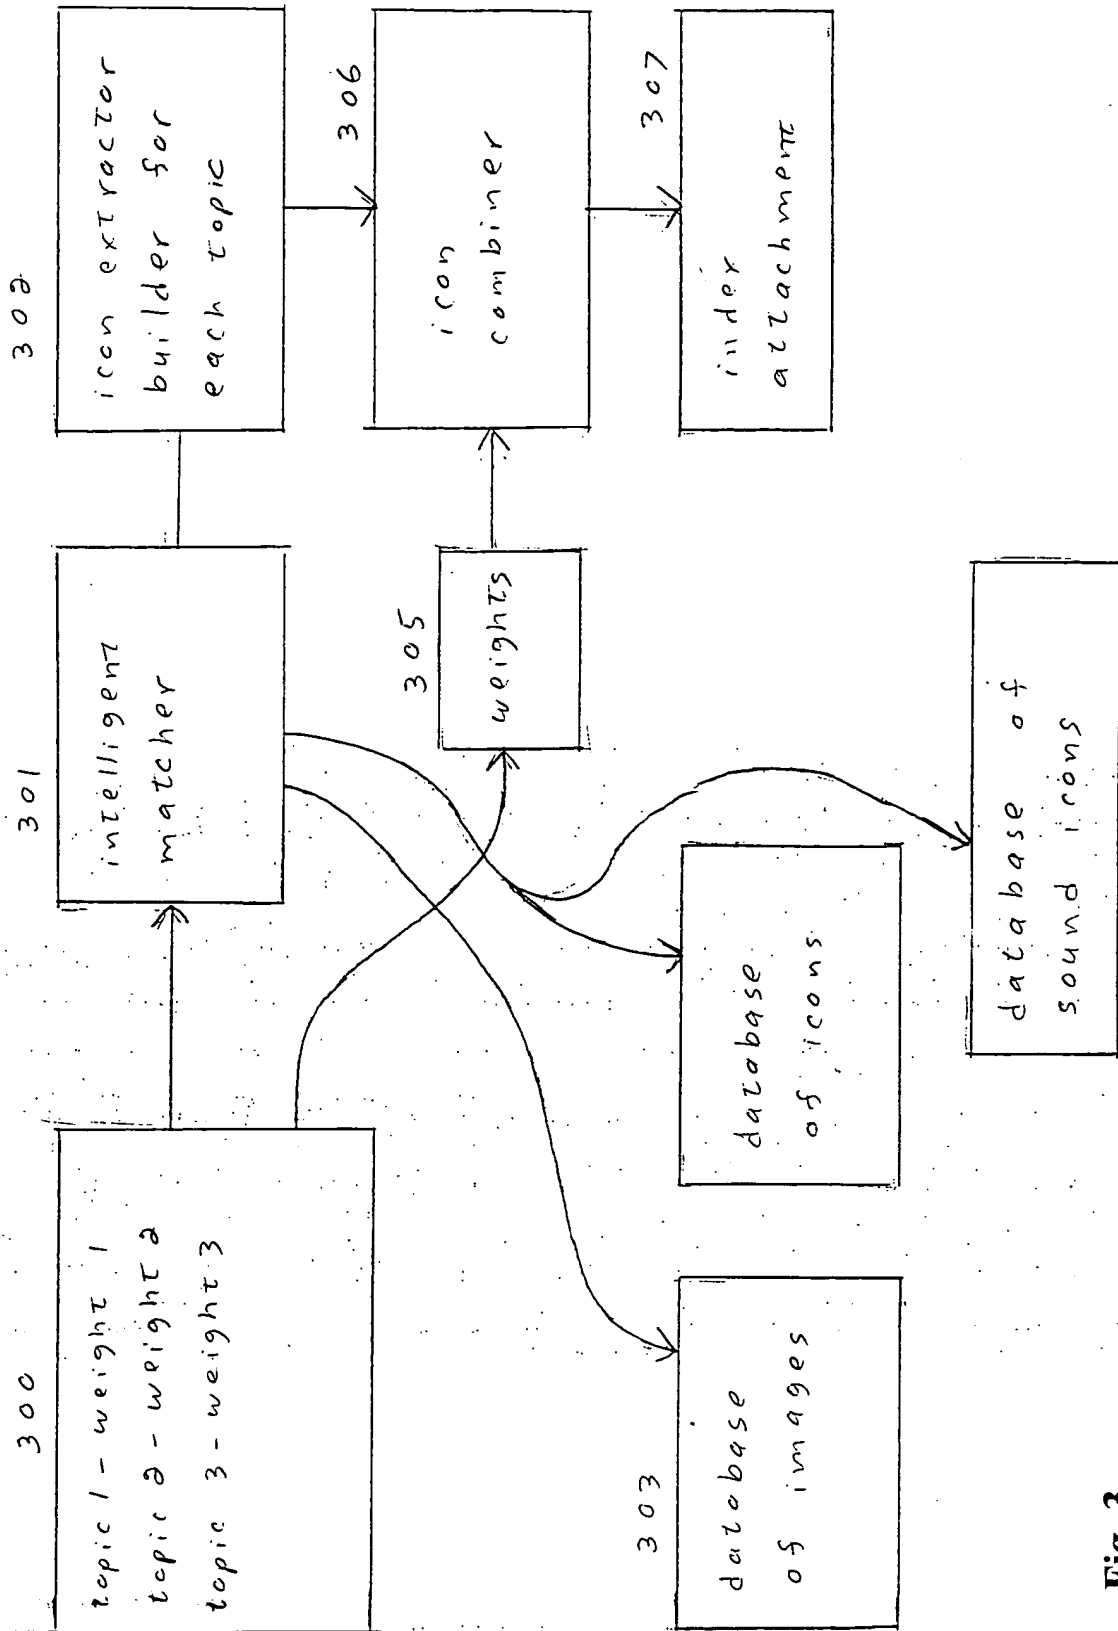 300
topic 1 - weight 1
topic 2 - weight 2
topic 3 - weight 3
301
intelligent
matcher
302
icon extractor
builder for
each topic
303
database
of images
database
of icons
database of
sound icons
305
weights
306
icon
combiner
307
inder
attachment
Fig. 3